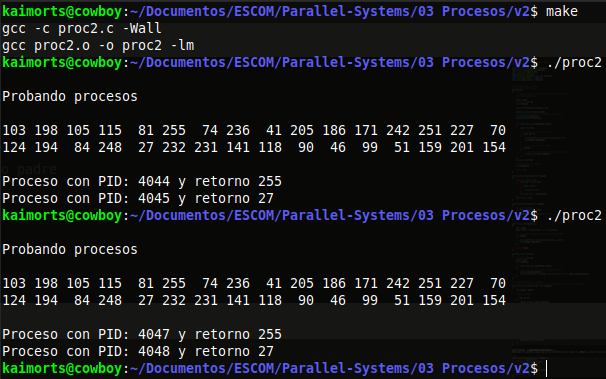 kaimorts@cowboy:~/Documentos/ESCOM/Parallel-Systems/03 Procesos/v2$ make
gcc -c proc2.c -Wall
gcc proc2.o -o proc2 -lm
kaimorts@cowboy:~/Documentos/ESCOM/Parallel-Systems/03 Procesos/v2$ ./proc2
Probando procesos
103 198 105 115  81 255  74 236  41 205 186 171 242 251 227  70
124 194  84 248  27 232 231 141 118  90  46  99  51 159 201 154
Proceso con PID: 4044 y retorno 255
Proceso con PID: 4045 y retorno 27
kaimorts@cowboy:~/Documentos/ESCOM/Parallel-Systems/03 Procesos/v2$ ./proc2
Probando procesos
103 198 105 115  81 255  74 236  41 205 186 171 242 251 227  70
124 194  84 248  27 232 231 141 118  90  46  99  51 159 201 154
Proceso con PID: 4047 y retorno 255
Proceso con PID: 4048 y retorno 27
kaimorts@cowboy:~/Documentos/ESCOM/Parallel-Systems/03 Procesos/v2$